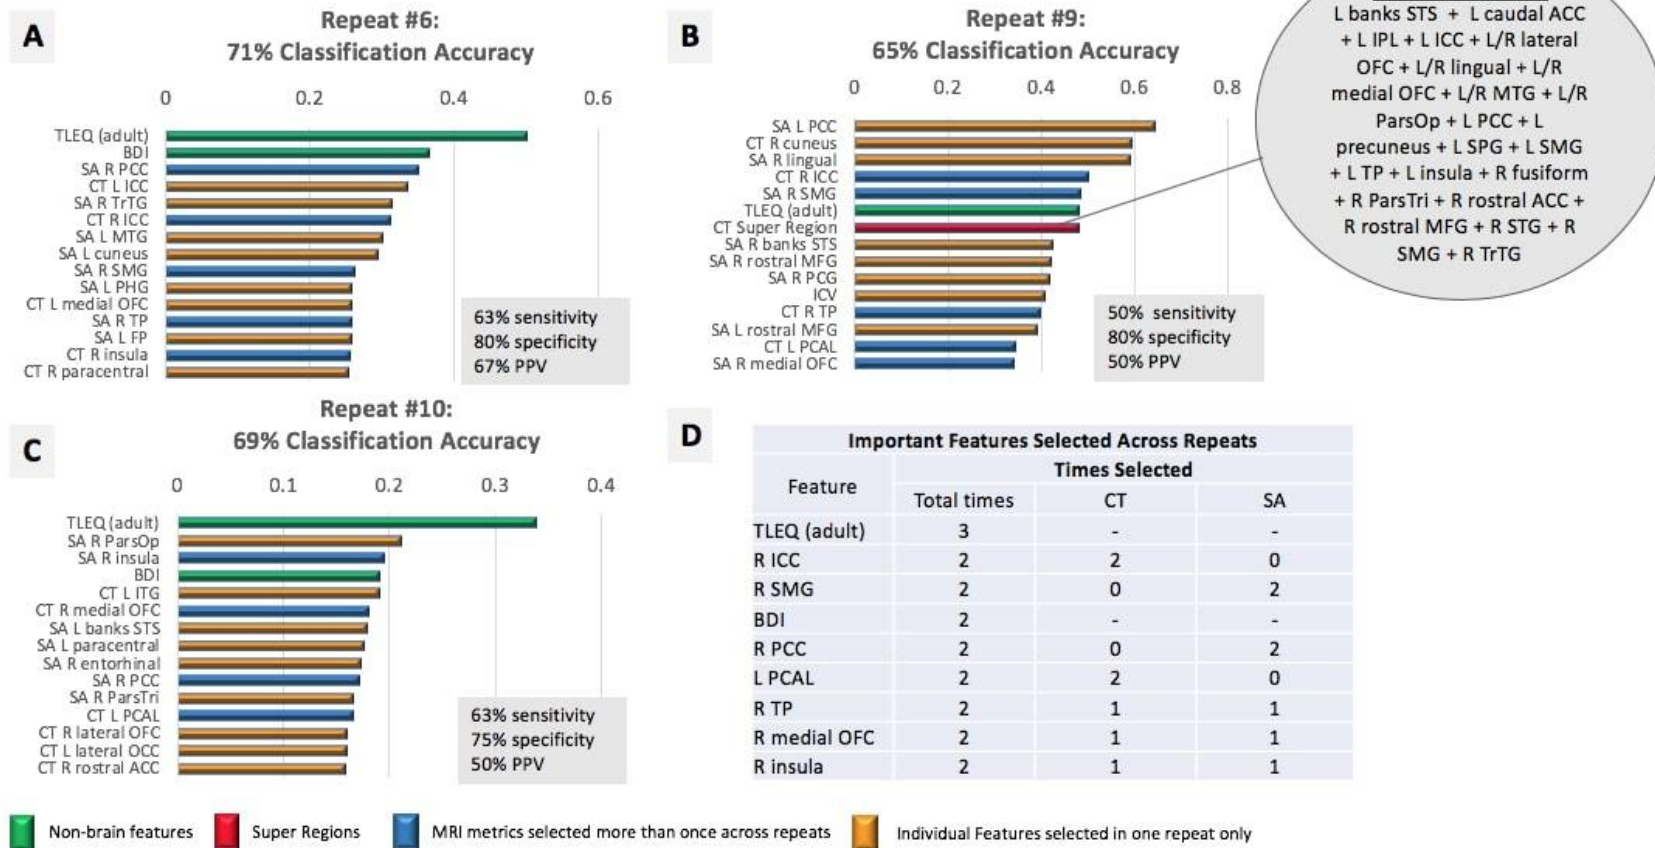 A
Repeat #6:
71% Classification Accuracy
0 0.2 0.4 0.6
TLEQ (adult)
BDI
SA R PCC
CT L ICC
SA R TrTG
CT R ICC
SA L MTG
SA L cuneus
SA R SMG
SA L PHG
CT L medial OFC
SA R TP
SA L FP
CT R insula
CT R paracentral
63% sensitivity
80% specificity
67% PPV
B
Repeat #9:
65% Classification Accuracy
0 0.2 0.4 0.6 0.8
SA L PCC
CT R cuneus
SA R lingual
CT R ICC
SA R SMG
TLEQ (adult)
CT Super Region
SA R banks STS
SA R rostral MFG
SA R PCG
ICV
CT R TP
SA L rostral MFG
CT L PCAL
SA R medial OFC
50% sensitivity
80% specificity
50% PPV
L banks STS + L caudal ACC
+ L IPL + L ICC + L/R lateral
OFC + L/R lingual + L/R
medial OFC + L/R MTG + L/R
ParsOp + L PCC + L
precuneus + L SPG + L SMG
+ L TP + L insula + R fusiform
+ R ParsTri + R rostral ACC +
R rostral MFG + R STG + R
SMG + R TrTG
C
Repeat #10:
69% Classification Accuracy
0 0.1 0.2 0.3 0.4
TLEQ (adult)
SA R ParsOp
SA R insula
BDI
CT L ITG
CT R medial OFC
SA L banks STS
SA L paracentral
SA R entorhinal
SA R PCC
SA R ParsTri
CT L PCAL
CT R lateral OFC
CT L lateral OCC
CT R rostral ACC
63% sensitivity
75% specificity
50% PPV
D
Important Features Selected Across Repeats
Feature
Times Selected
Total times CT SA
TLEQ (adult) 3 - -
R ICC 2 2 0
R SMG 2 0 2
BDI 2 - -
R PCC 2 0 2
L PCAL 2 2 0
R TP 2 1 1
R medial OFC 2 1 1
R insula 2 1 1
Non-brain features
Super Regions
MRI metrics selected more than once across repeats
Individual Features selected in one repeat only